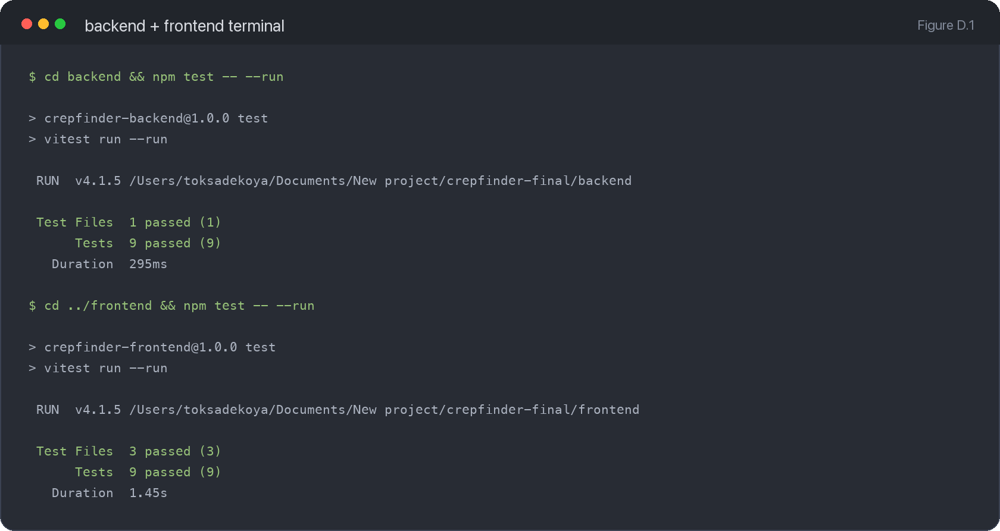 backend + frontend terminal
Figure D.1
$ cd backend && npm test -- --run
> crepfinder-backend@1.0.0 test
> vitest run --run
RUN  v4.1.5 /Users/toksadekoya/Documents/New project/crepfinder-final/backend
Test Files  1 passed (1)
Tests  9 passed (9)
Duration  295ms
$ cd ../frontend && npm test -- --run
> crepfinder-frontend@1.0.0 test
> vitest run --run
RUN  v4.1.5 /Users/toksadekoya/Documents/New project/crepfinder-final/frontend
Test Files  3 passed (3)
Tests  9 passed (9)
Duration  1.45s